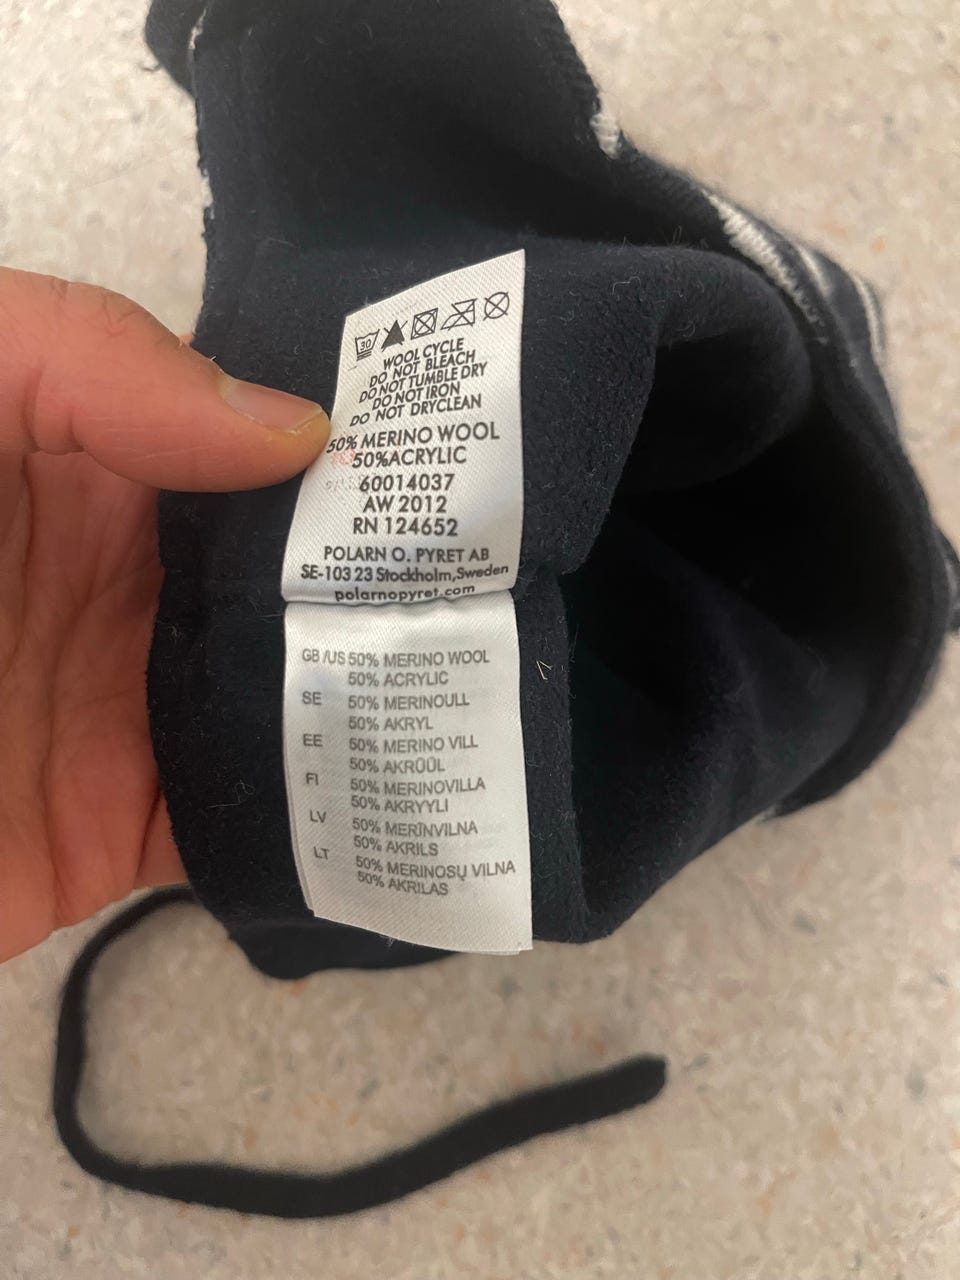 30
WOOL CYCLE
DO NOT BLEACH
DO NOT TUMBLE DRY
DO NOT IRON
DO NOT DRYCLEAN
50% MERINO WOOL
50%ACRYLIC
60014037
AW 2012
RN 124652
POLARN O. PYRET AB
SE-103 23 Stockholm,Sweden
polarnopyret.com
GB /US 50% MERINO WOOL
50% ACRYLIC
SE 50% MERINOULL
50% AKRYL
EE 50% MERINO VILL
50% AKRÜÜL
FI 50% MERINOVILLA
50% AKRYYLI
LV 50% MERĪNVILNA
50% AKRILS
LT 50% MERINOSŲ VILNA
50% AKRILAS